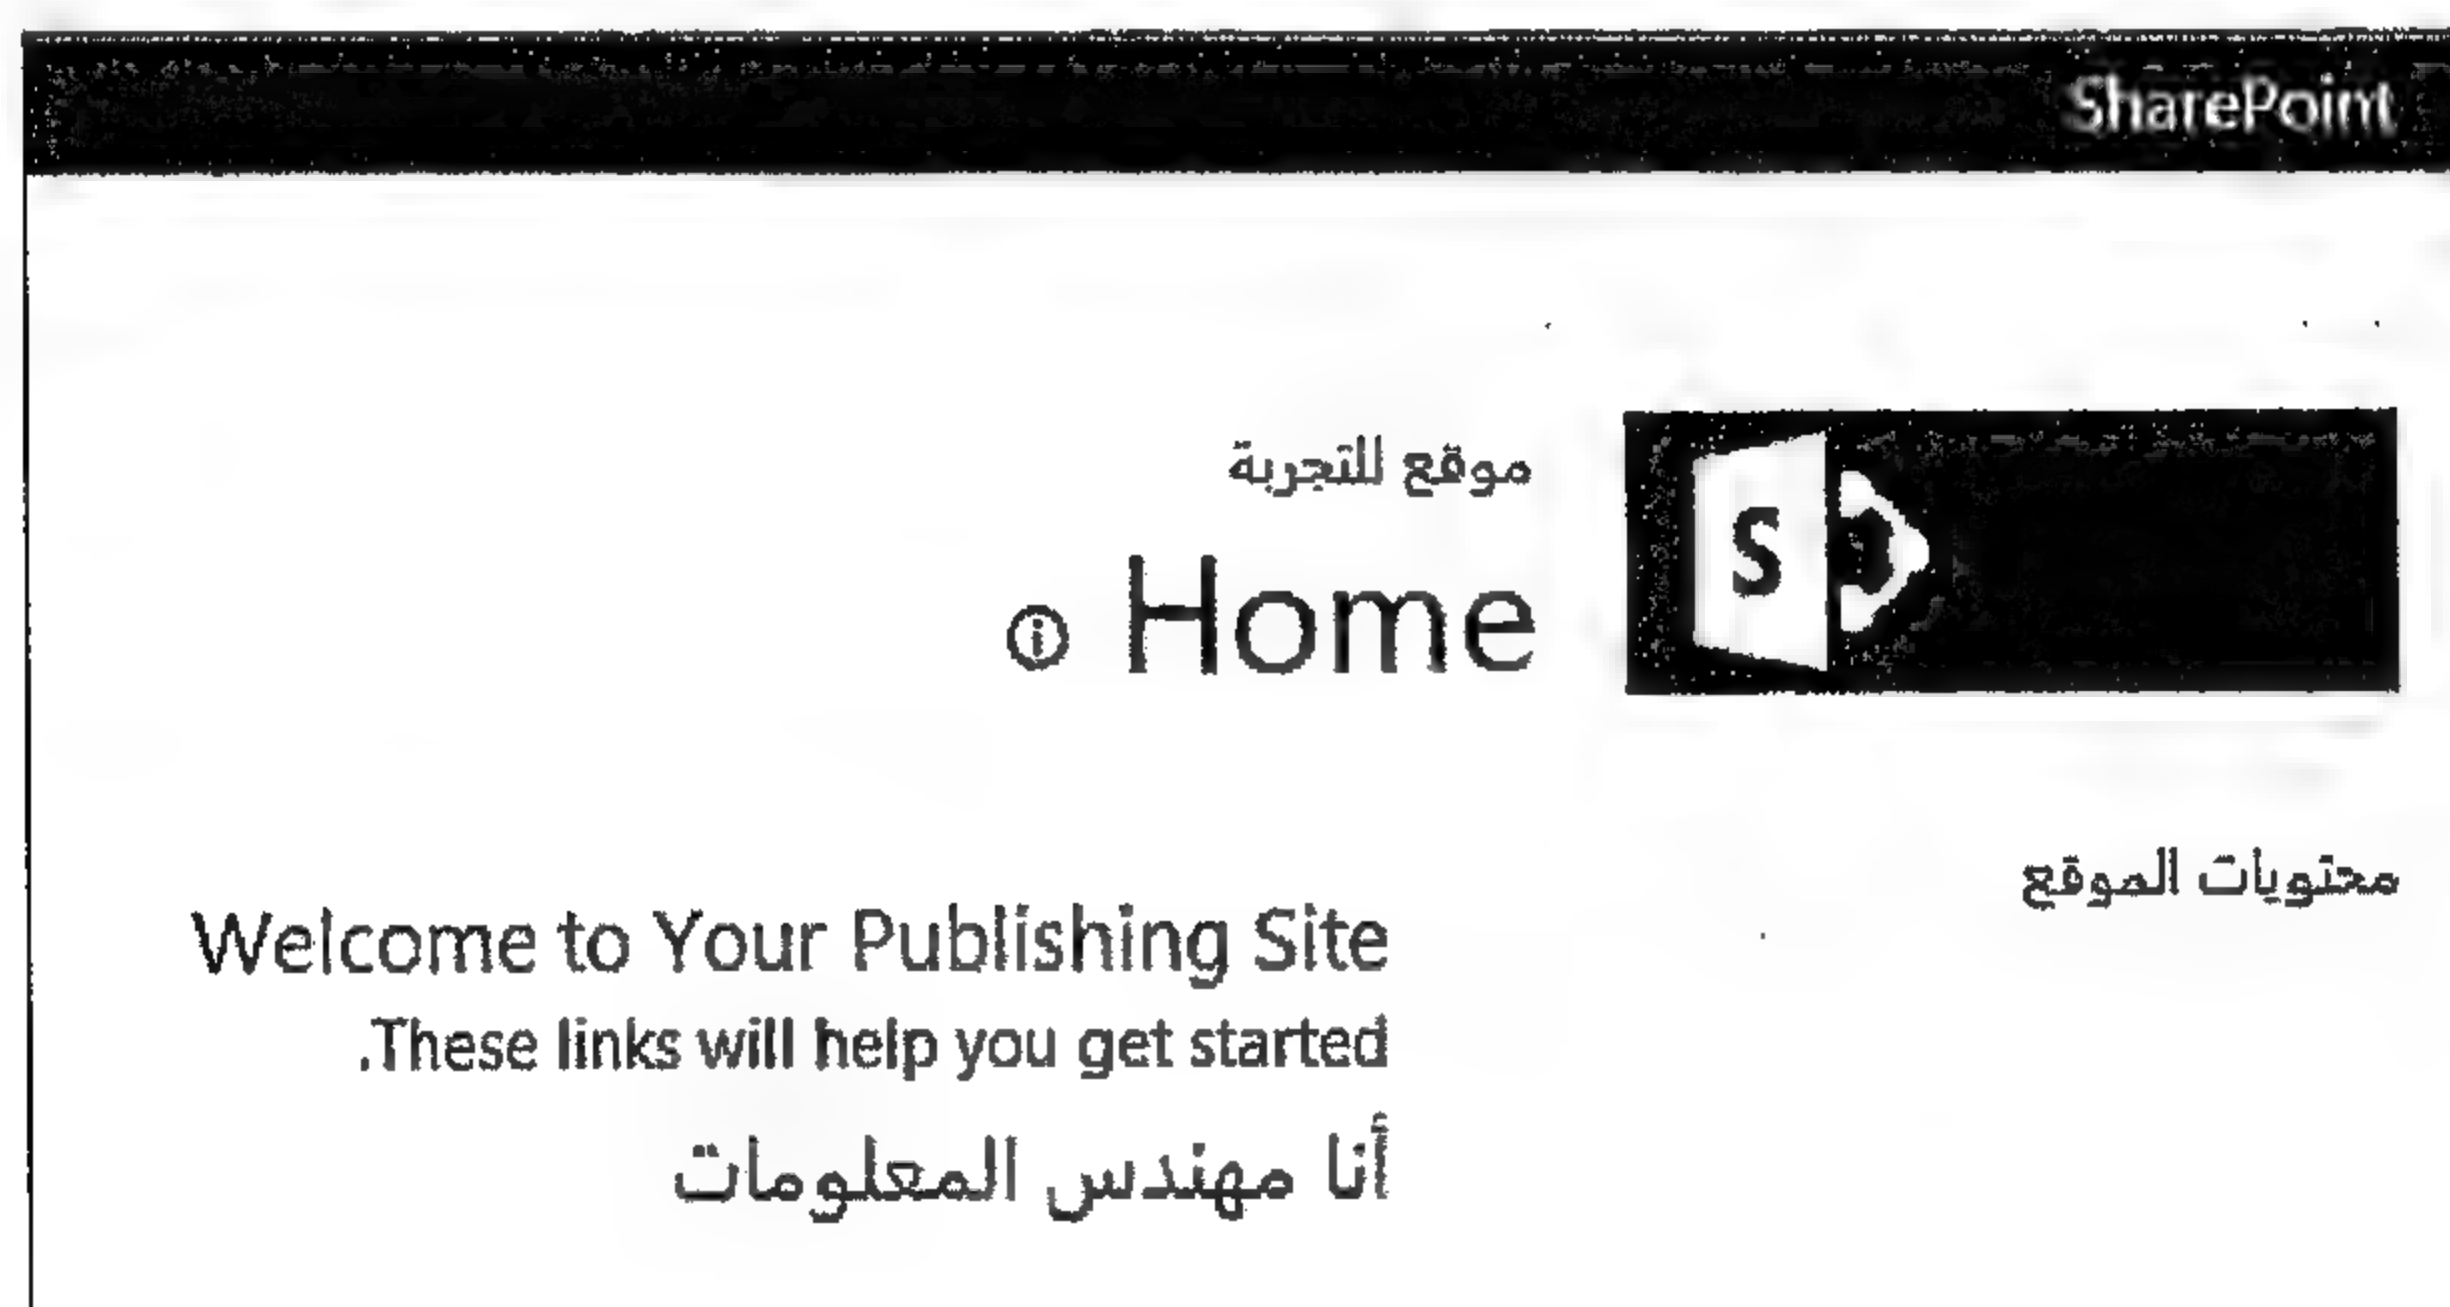 SharePoint
موقع للتجربة
Home
محتويات الموقع
Welcome to Your Publishing Site
.These links will help you get started
أنا مهندس المعلومات